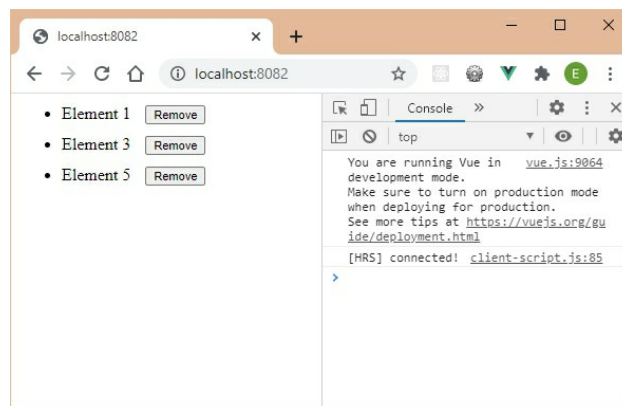 localhost:8082
localhost:8082
E
Element 1 Remove
Element 3 Remove
Element 5 Remove
Console »
top
You are running Vue in vue.js:9064
development mode.
Make sure to turn on production mode
when deploying for production.
See more tips at https://vuejs.org/gu
ide/deployment.html
[HRS] connected! client-script.js:85